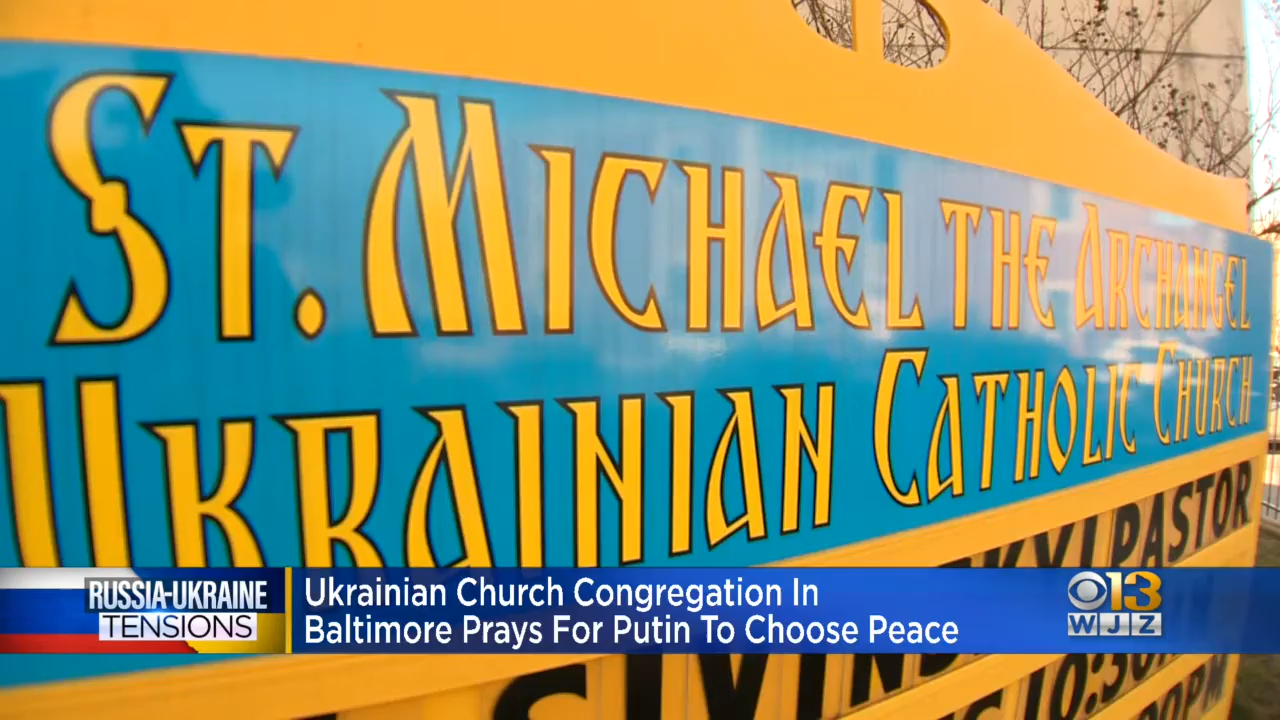 St. Michael the Archangel
Ukrainian Catholic Church
PASTOR
RUSSIA-UKRAINE
TENSIONS
Ukrainian Church Congregation In
Baltimore Prays For Putin To Choose Peace
13
WJZ